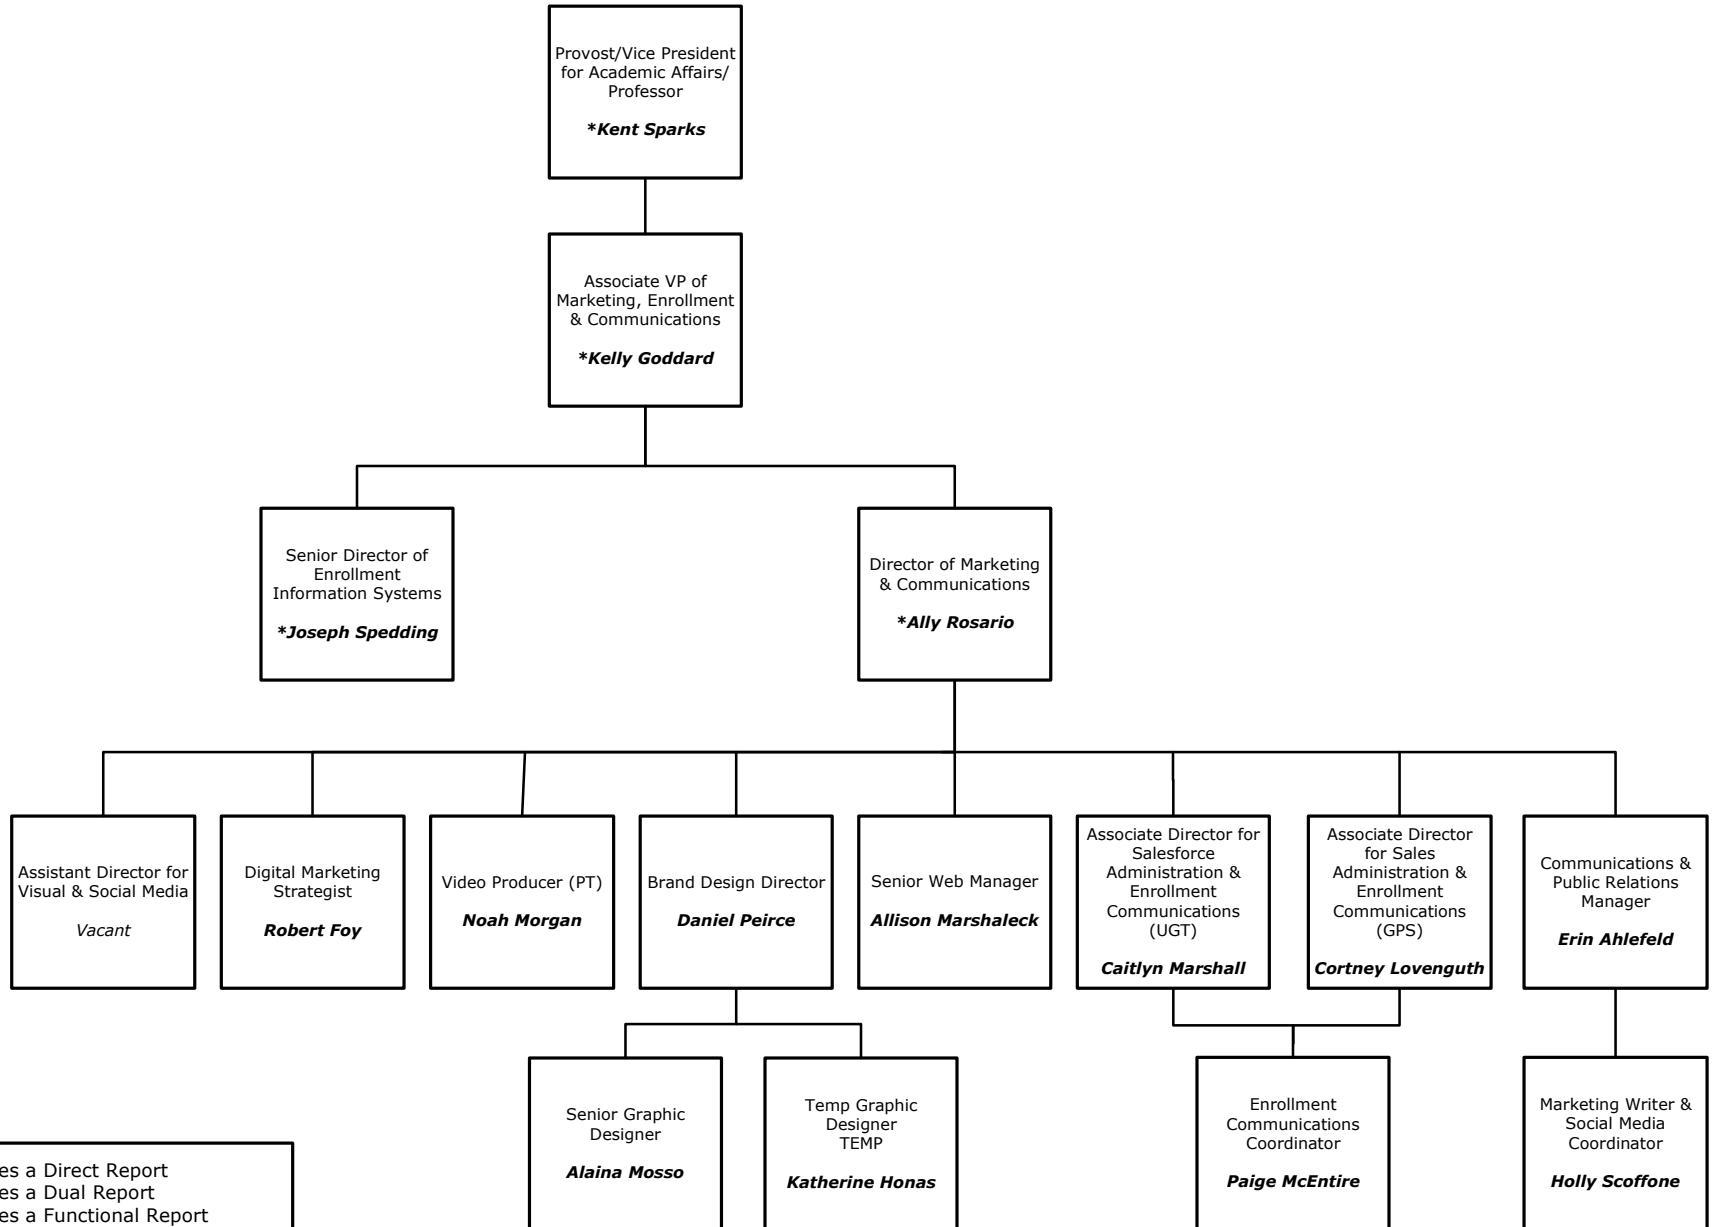 Provost/Vice President
for Academic Affairs/
Professor
*Kent Sparks
Associate VP of
Marketing, Enrollment
& Communications
*Kelly Goddard
Senior Director of
Enrollment
Information Systems
*Joseph Spedding
Director of Marketing
& Communications
*Ally Rosario
Assistant Director for
Visual & Social Media
Vacant
Digital Marketing
Strategist
Robert Foy
Video Producer (PT)
Noah Morgan
Brand Design Director
Daniel Peirce
Senior Web Manager
Allison Marshaleck
Associate Director for
Salesforce
Administration &
Enrollment
Communications
(UGT)
Caitlyn Marshall
Associate Director
for Sales
Administration &
Enrollment
Communications
(GPS)
Cortney Lovenguth
Communications &
Public Relations
Manager
Erin Ahlefeld
Senior Graphic
Designer
Alaina Mosso
Temp Graphic
Designer
TEMP
Katherine Honas
Enrollment
Communications
Coordinator
Paige McEntire
Marketing Writer &
Social Media
Coordinator
Holly Scoffone
es a Direct Report
es a Dual Report
es a Functional Report